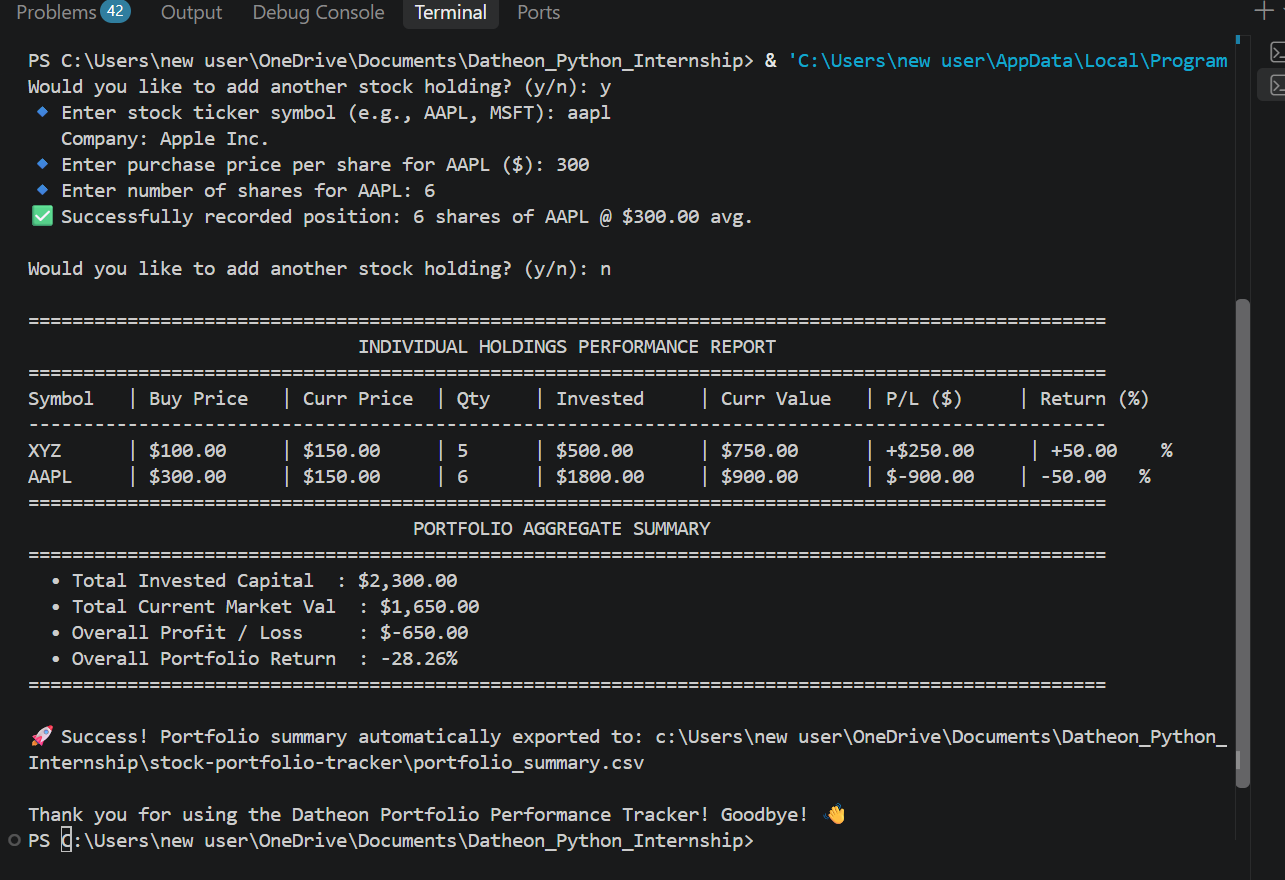 Problems 42 Output Debug Console Terminal Ports
PS C:\Users\new user\OneDrive\Documents\Datheon_Python_Internship> & 'C:\Users\new user\AppData\Local\Program
Would you like to add another stock holding? (y/n): y
🔹 Enter stock ticker symbol (e.g., AAPL, MSFT): aapl
Company: Apple Inc.
🔹 Enter purchase price per share for AAPL ($): 300
🔹 Enter number of shares for AAPL: 6
✅ Successfully recorded position: 6 shares of AAPL @ $300.00 avg.
Would you like to add another stock holding? (y/n): n
==================================================================================================
INDIVIDUAL HOLDINGS PERFORMANCE REPORT
==================================================================================================
Symbol | Buy Price | Curr Price | Qty | Invested | Curr Value | P/L ($) | Return (%)
--------------------------------------------------------------------------------------------------
XYZ | $100.00 | $150.00 | 5 | $500.00 | $750.00 | +$250.00 | +50.00 %
AAPL | $300.00 | $150.00 | 6 | $1800.00 | $900.00 | $-900.00 | -50.00 %
==================================================================================================
PORTFOLIO AGGREGATE SUMMARY
==================================================================================================
• Total Invested Capital : $2,300.00
• Total Current Market Val : $1,650.00
• Overall Profit / Loss : $-650.00
• Overall Portfolio Return : -28.26%
==================================================================================================
🚀 Success! Portfolio summary automatically exported to: c:\Users\new user\OneDrive\Documents\Datheon_Python_
Internship\stock-portfolio-tracker\portfolio_summary.csv
Thank you for using the Datheon Portfolio Performance Tracker! Goodbye! 👋
PS C:\Users\new user\OneDrive\Documents\Datheon_Python_Internship>